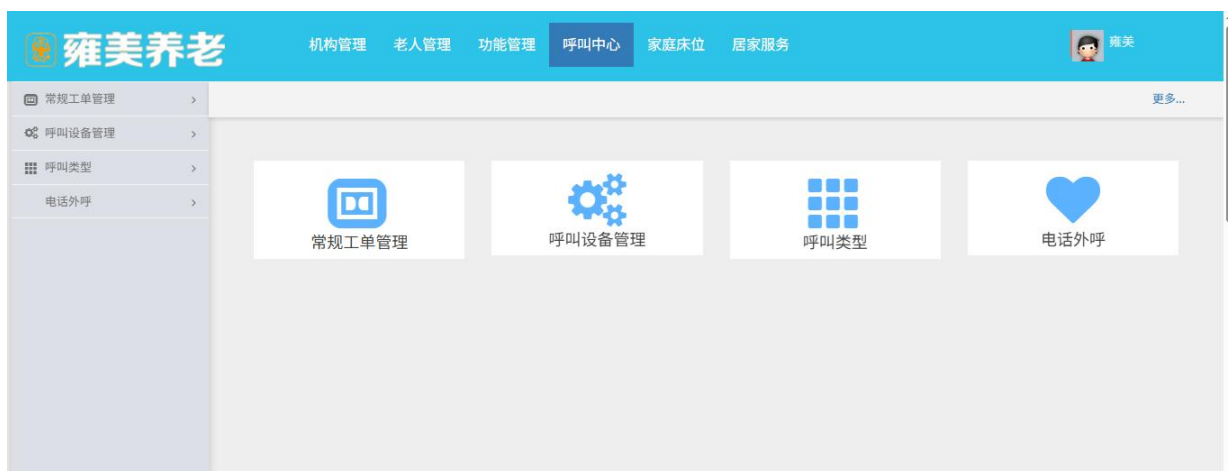 雍美养老
机构管理 老人管理 功能管理 呼叫中心 家庭床位 居家服务
雍美
常规工单管理
更多...
呼叫设备管理
呼叫类型
电话外呼
常规工单管理 呼叫设备管理 呼叫类型 电话外呼